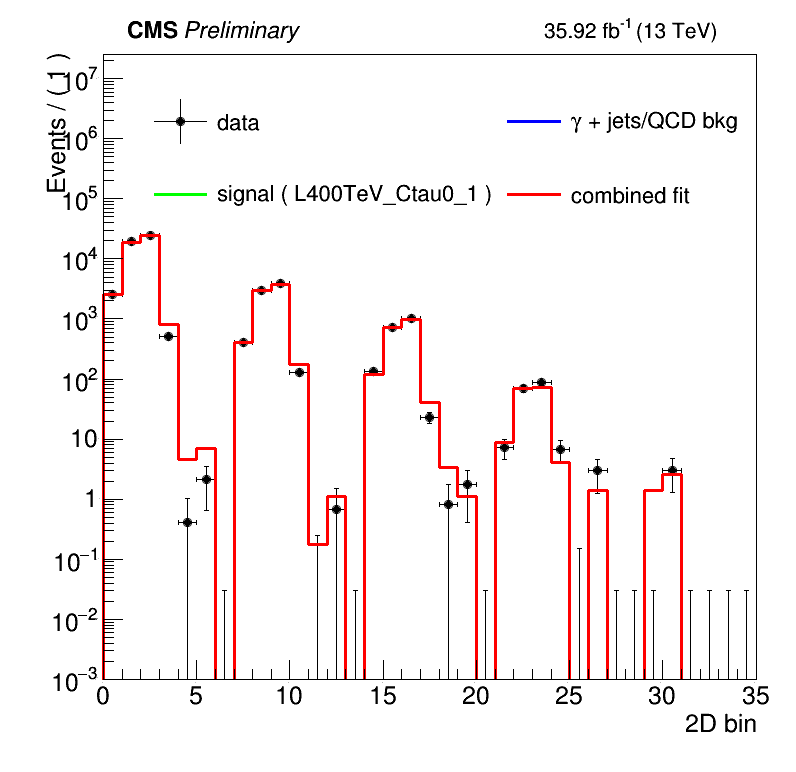 CMS Preliminary
35.92 fb⁻¹ (13 TeV)
Events / ( 1 )
data
γ + jets/QCD bkg
signal ( L400TeV_Ctau0_1 )
combined fit
10⁷
10⁶
10⁵
10⁴
10³
10²
10
1
10⁻¹
10⁻²
10⁻³
0 5 10 15 20 25 30 35
2D bin